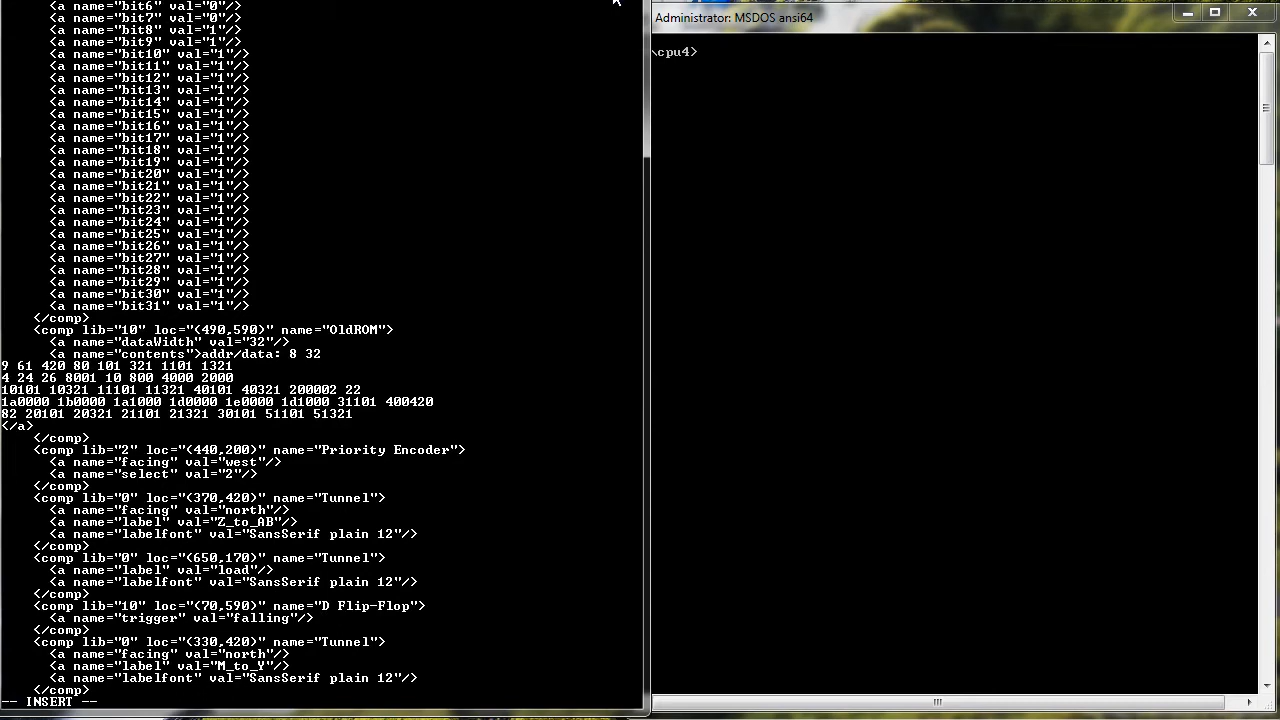 <a name="bit6" val="0"/>
<a name="bit7" val="0"/>
<a name="bit8" val="1"/>
<a name="bit9" val="1"/>
<a name="bit10" val="1"/>
<a name="bit11" val="1"/>
<a name="bit12" val="1"/>
<a name="bit13" val="1"/>
<a name="bit14" val="1"/>
<a name="bit15" val="1"/>
<a name="bit16" val="1"/>
<a name="bit17" val="1"/>
<a name="bit18" val="1"/>
<a name="bit19" val="1"/>
<a name="bit20" val="1"/>
<a name="bit21" val="1"/>
<a name="bit22" val="1"/>
<a name="bit23" val="1"/>
<a name="bit24" val="1"/>
<a name="bit25" val="1"/>
<a name="bit26" val="1"/>
<a name="bit27" val="1"/>
<a name="bit28" val="1"/>
<a name="bit29" val="1"/>
<a name="bit30" val="1"/>
<a name="bit31" val="1"/>
</comp>
<comp lib="10" loc="(490,590)" name="OldROM">
<a name="dataWidth" val="32"/>
<a name="contents">addr/data: 8 32
9 61 420 80 101 321 1101 1321
4 24 26 8001 10 800 4000 2000
10101 10321 11101 11321 40101 40321 200002 22
1a0000 1b0000 1a1000 1d0000 1e0000 1d1000 31101 400420
82 20101 20321 21101 21321 30101 51101 51321
</a>
</comp>
<comp lib="2" loc="(440,200)" name="Priority Encoder">
<a name="facing" val="west"/>
<a name="select" val="2"/>
</comp>
<comp lib="0" loc="(370,420)" name="Tunnel">
<a name="facing" val="north"/>
<a name="label" val="Z_to_AB"/>
<a name="labelfont" val="SansSerif plain 12"/>
</comp>
<comp lib="0" loc="(650,170)" name="Tunnel">
<a name="label" val="load"/>
<a name="labelfont" val="SansSerif plain 12"/>
</comp>
<comp lib="10" loc="(70,590)" name="D Flip-Flop">
<a name="trigger" val="falling"/>
</comp>
<comp lib="0" loc="(330,420)" name="Tunnel">
<a name="facing" val="north"/>
<a name="label" val="M_to_Y"/>
<a name="labelfont" val="SansSerif plain 12"/>
</comp>
-- INSERT --
Administrator: MSDOS ansi64
\cpu4>